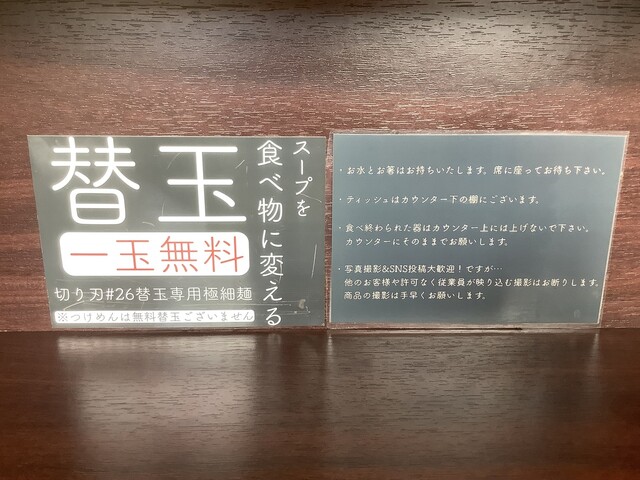 スープを
食べ物に変える
替玉
一玉無料
切り刃#26替玉専用極細麺
※つけめんは無料替玉ございません
・お水とお箸はお持ちいたします。席に座ってお待ち下さい。
・ティッシュはカウンター下の棚にございます。
・食べ終わられた器はカウンター上には上げないで下さい。
カウンターにそのままでお願いします。
・写真撮影&SNS投稿大歓迎！ですが…
他のお客様や許可なく従業員が映り込む撮影はお断りします。
商品の撮影は手早くお願いします。